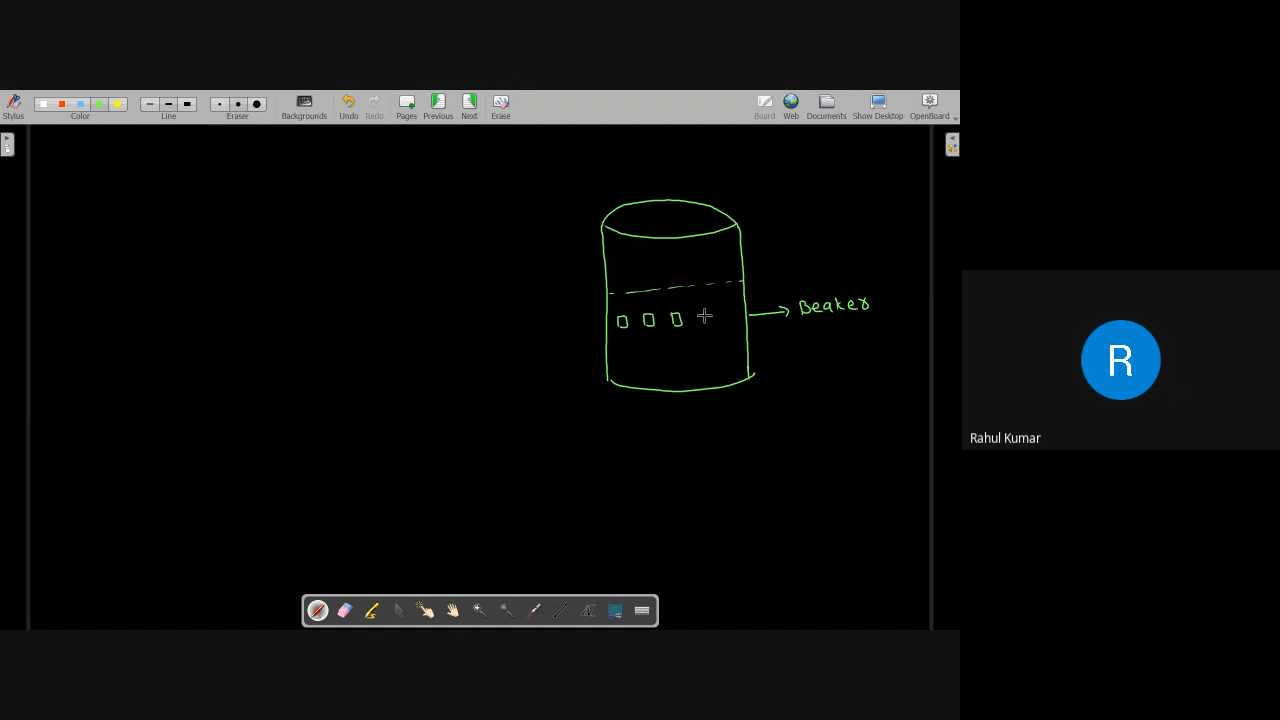 Stylus
Color
Line
Eraser
Backgrounds
Undo
Redo
Pages
Previous
Next
Erase
Board
Web
Documents
Show Desktop
OpenBoard
Beaker
R
Rahul Kumar